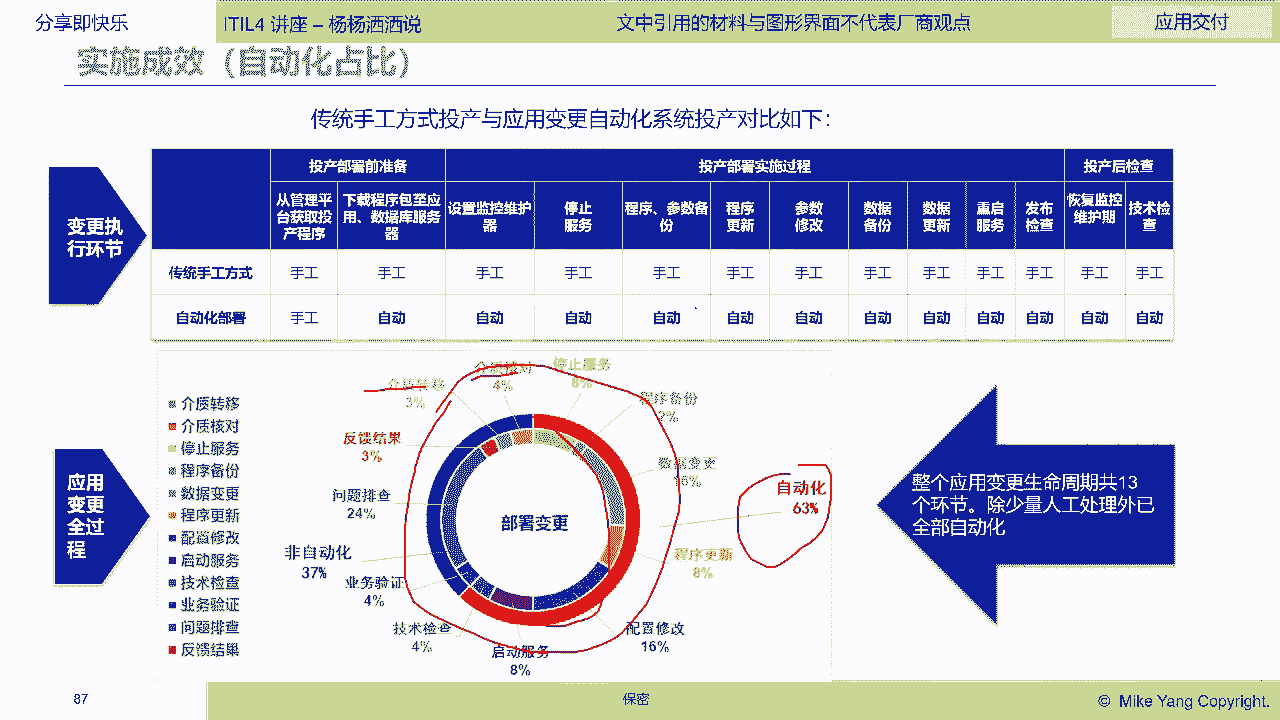 分享即快乐
ITIL4 讲座 – 杨杨洒洒说
文中引用的材料与图形界面不代表厂商观点
应用交付
实施成效（自动化占比）
传统手工方式投产与应用变更自动化系统投产对比如下：
变更执
行环节
投产部署前准备
投产部署实施过程
投产后检查
从管理平
台获取投
产程序
下载程序包至应
用、数据库服务
器
设置监控维护
器
停止
服务
程序、参数备
份
程序
更新
参数
修改
数据
备份
数据
更新
重启
服务
发布
检查
恢复监控
维护期
技术检
查
传统手工方式 手工 手工 手工 手工 手工 手工 手工 手工 手工 手工 手工 手工 手工
自动化部署 手工 自动 自动 自动 自动 自动 自动 自动 自动 自动 自动 自动 自动
应用
变更
全过
程
介质转移
介质核对
停止服务
程序备份
数据变更
程序更新
配置修改
启动服务
技术检查
业务验证
问题排查
反馈结果
介质转移
3%
介质核对
4%
停止服务
8%
程序备份
2%
数据变更
16%
自动化
63%
程序更新
8%
配置修改
16%
启动服务
8%
技术检查
4%
业务验证
4%
非自动化
37%
问题排查
24%
反馈结果
3%
部署变更
整个应用变更生命周期共13
个环节。除少量人工处理外已
全部自动化
87
保密
© Mike Yang Copyright.